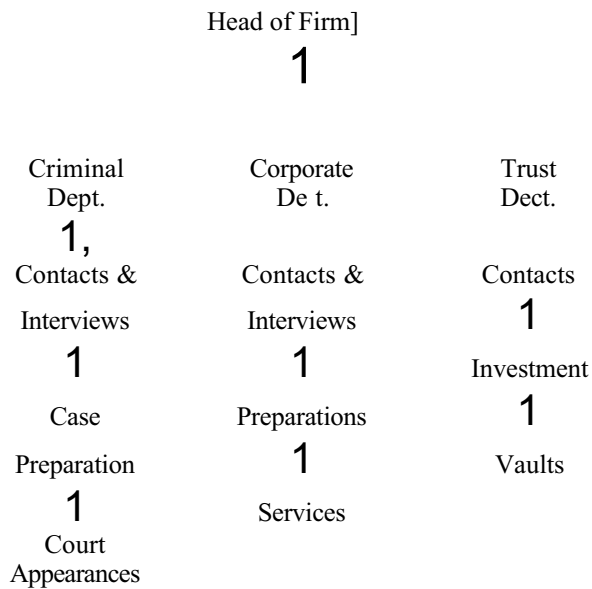 Head of Firm]
1
Criminal
Dept.
1,
Contacts &
Interviews
1
Case
Preparation
1
Court
Appearances
Corporate
De t.
Contacts &
Interviews
1
Preparations
1
Services
Trust
Dect.
Contacts
1
Investment
1
Vaults